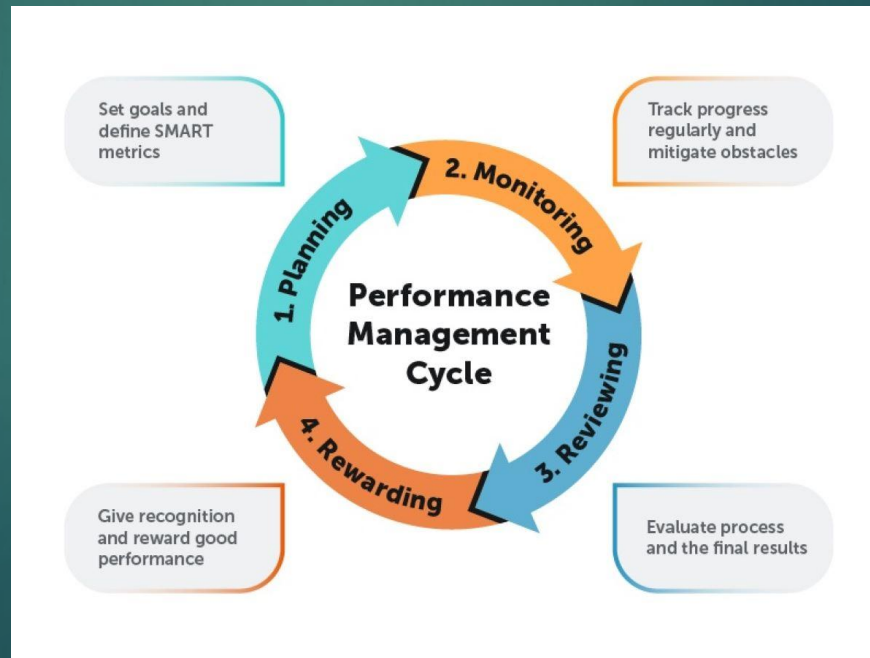 Set goals and
define SMART
metrics
Track progress
regularly and
mitigate obstacles
1. Planning
2. Monitoring
Performance
Management
Cycle
3. Reviewing
4. Rewarding
Give recognition
and reward good
performance
Evaluate process
and the final results